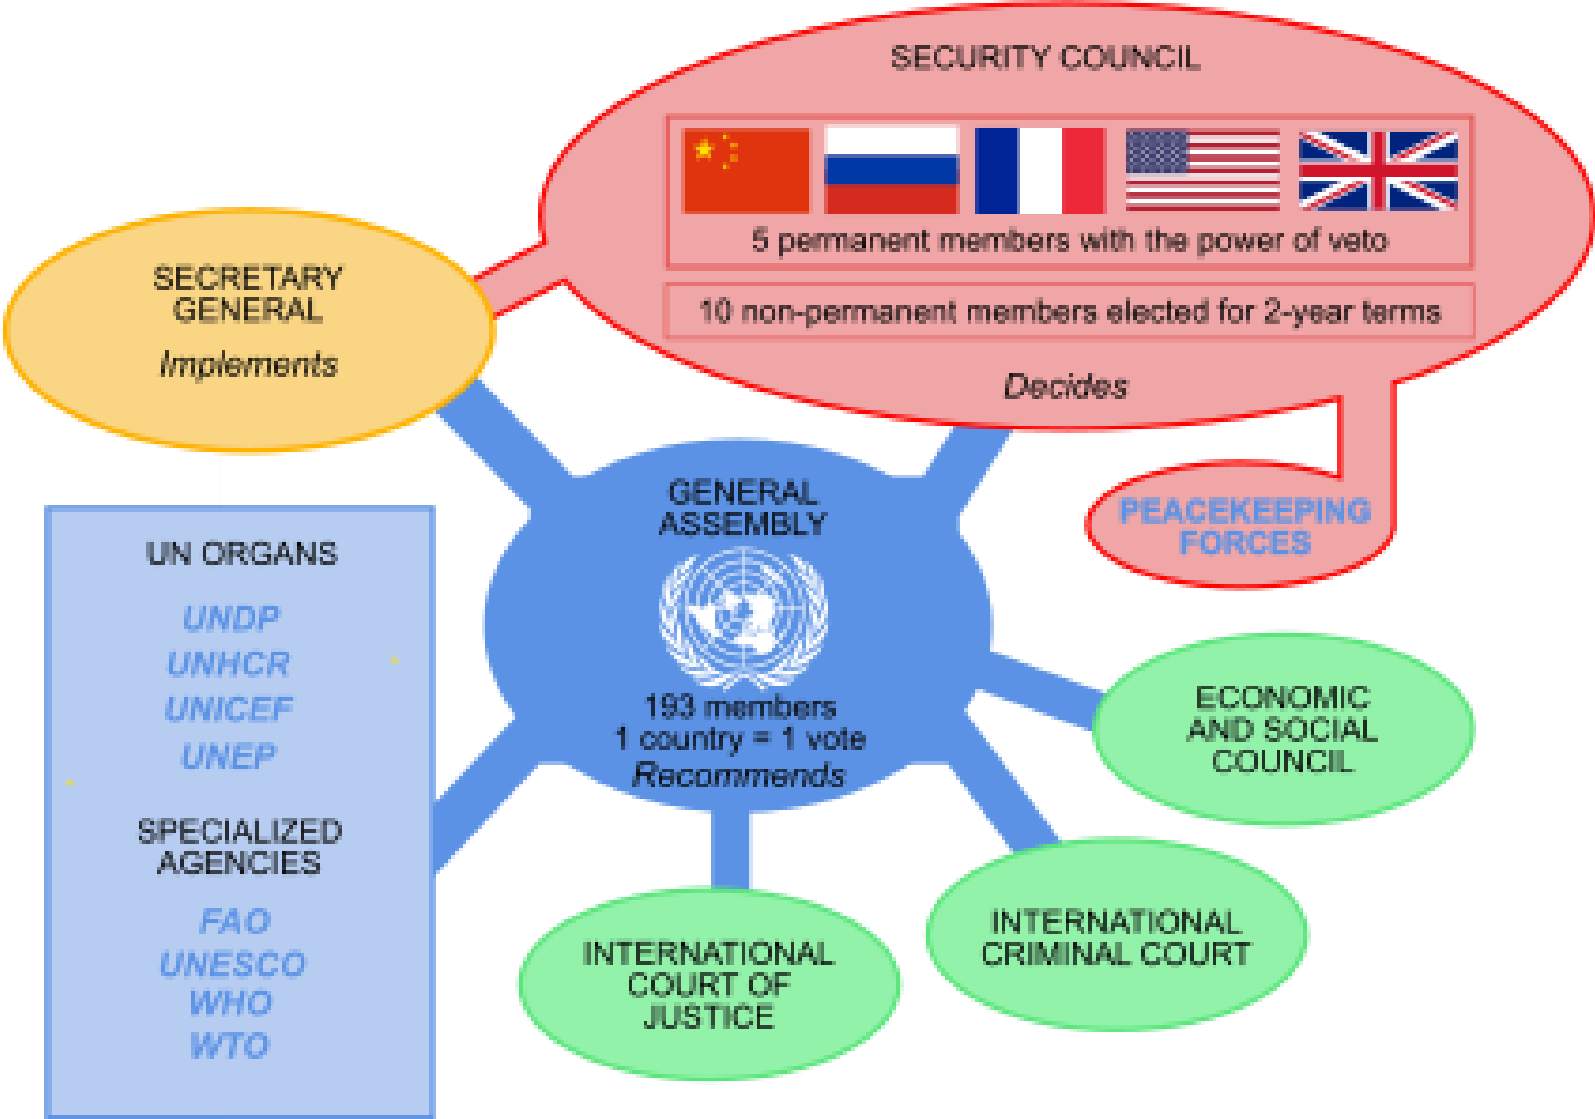 SECURITY COUNCIL
5 permanent members with the power of veto
10 non-permanent members elected for 2-year terms
Decides
SECRETARY
GENERAL
Implements
PEACEKEEPING
FORCES
GENERAL
ASSEMBLY
193 members
1 country = 1 vote
Recommends
UN ORGANS
UNDP
UNHCR
UNICEF
UNEP
SPECIALIZED
AGENCIES
FAO
UNESCO
WHO
WTO
ECONOMIC
AND SOCIAL
COUNCIL
INTERNATIONAL
CRIMINAL COURT
INTERNATIONAL
COURT OF
JUSTICE